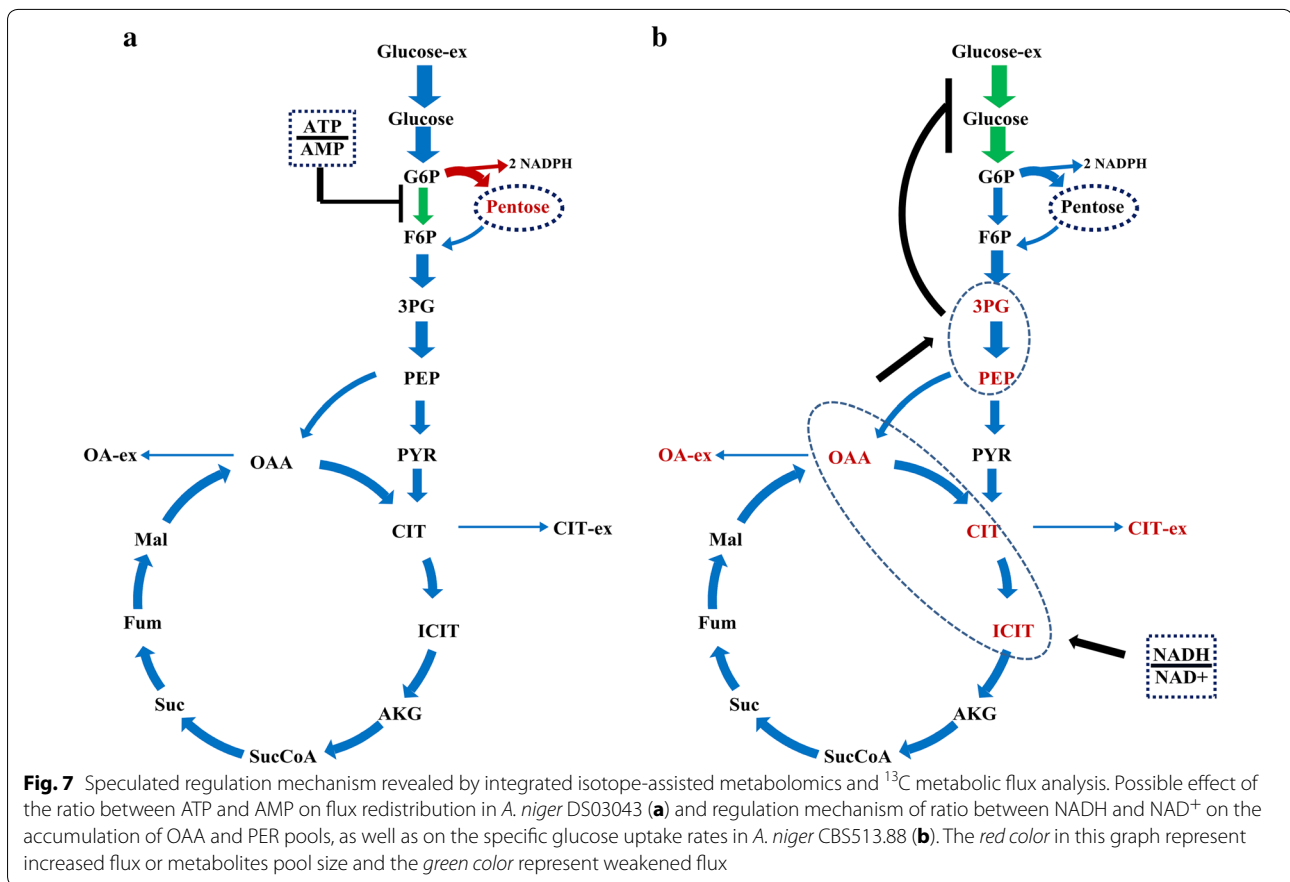 a
Glucose-ex
Glucose
ATP
AMP
G6P
2 NADPH
Pentose
F6P
3PG
PEP
OA-ex
OAA
PYR
CIT
CIT-ex
Mal
Fum
ICIT
Suc
AKG
SucCoA
b
Glucose-ex
Glucose
G6P
2 NADPH
Pentose
F6P
3PG
PEP
OA-ex
OAA
PYR
CIT
CIT-ex
Mal
Fum
ICIT
NADH
NAD+
Suc
AKG
SucCoA
Fig. 7 Speculated regulation mechanism revealed by integrated isotope-assisted metabolomics and ¹³C metabolic flux analysis. Possible effect of
the ratio between ATP and AMP on flux redistribution in A. niger DS03043 (a) and regulation mechanism of ratio between NADH and NAD⁺ on the
accumulation of OAA and PER pools, as well as on the specific glucose uptake rates in A. niger CBS513.88 (b). The red color in this graph represent
increased flux or metabolites pool size and the green color represent weakened flux